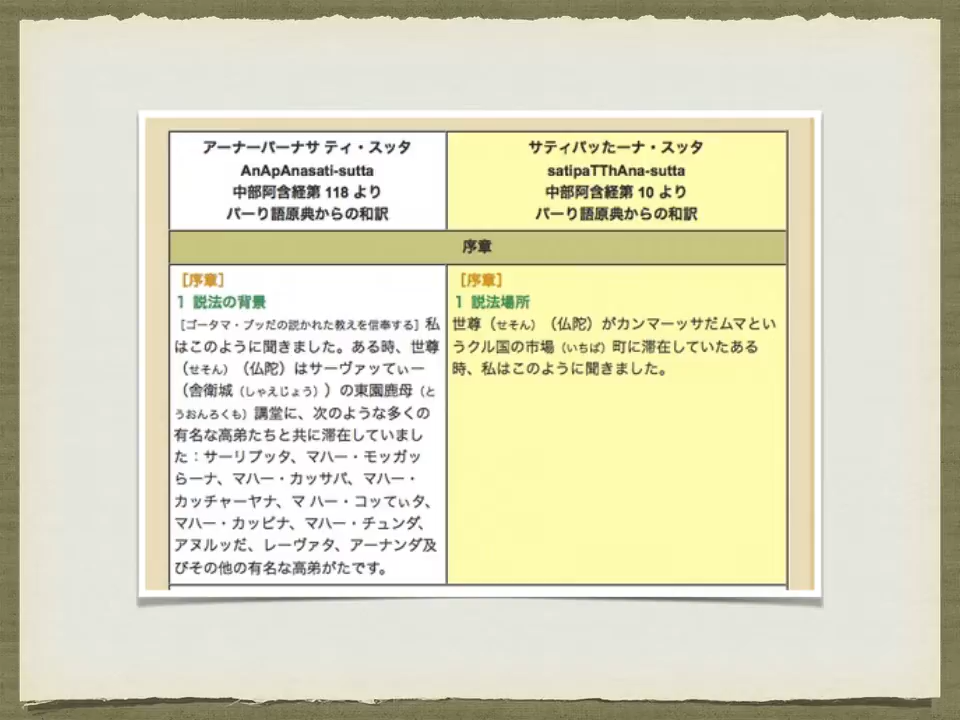 アーナーパーナサ ティ・スッタ
AnApAnasati-sutta
中部阿含経第 118 より
パーリ語原典からの和訳
サティパッたーナ・スッタ
satipaTThAna-sutta
中部阿含経第 10 より
パーリ語原典からの和訳
序章
［序章］
1 説法の背景
［ゴータマ・ブッだの説かれた教えを信奉する］私
はこのように聞きました。ある時、世尊
（せそん）（仏陀）はサーヴァッてぃー
（舎衛城（しゃえじょう））の東園鹿母（と
うおんろくも）講堂に、次のような多くの
有名な高弟たちと共に滞在していまし
た：サーリプッタ、マハー・モッガッ
らーナ、マハー・カッサパ、マハー・
カッチャーヤナ、マ ハー・コッてぃタ、
マハー・カッピナ、マハー・チュンダ、
アヌルッだ、レーヴァタ、アーナンダ及
びその他の有名な高弟がたです。
［序章］
1 説法場所
世尊（せそん）（仏陀）がカンマーッサだムマとい
うクル国の市場（いちば）町に滞在していたある
時、私はこのように聞きました。